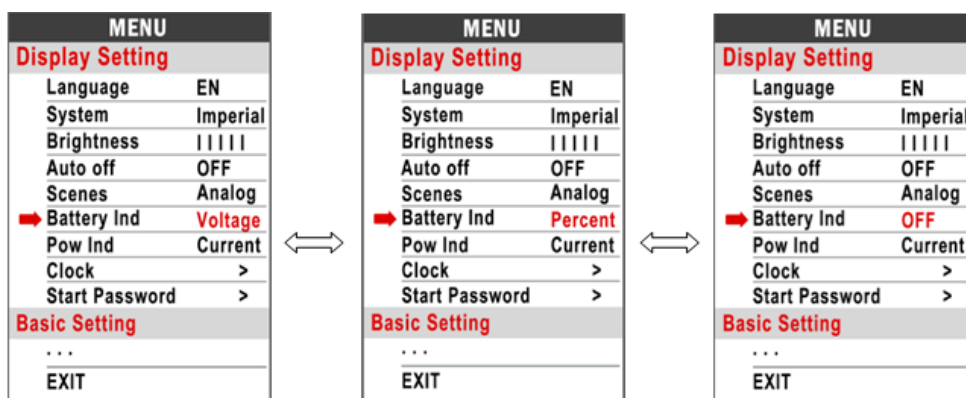 MENU
Display Setting
Language EN
System Imperial
Brightness | | | | |
Auto off OFF
Scenes Analog
Battery Ind Voltage
Pow Ind Current
Clock >
Start Password >
Basic Setting
. . .
EXIT
MENU
Display Setting
Language EN
System Imperial
Brightness | | | | |
Auto off OFF
Scenes Analog
Battery Ind Percent
Pow Ind Current
Clock >
Start Password >
Basic Setting
. . .
EXIT
MENU
Display Setting
Language EN
System Imperial
Brightness | | | | |
Auto off OFF
Scenes Analog
Battery Ind OFF
Pow Ind Current
Clock >
Start Password >
Basic Setting
. . .
EXIT